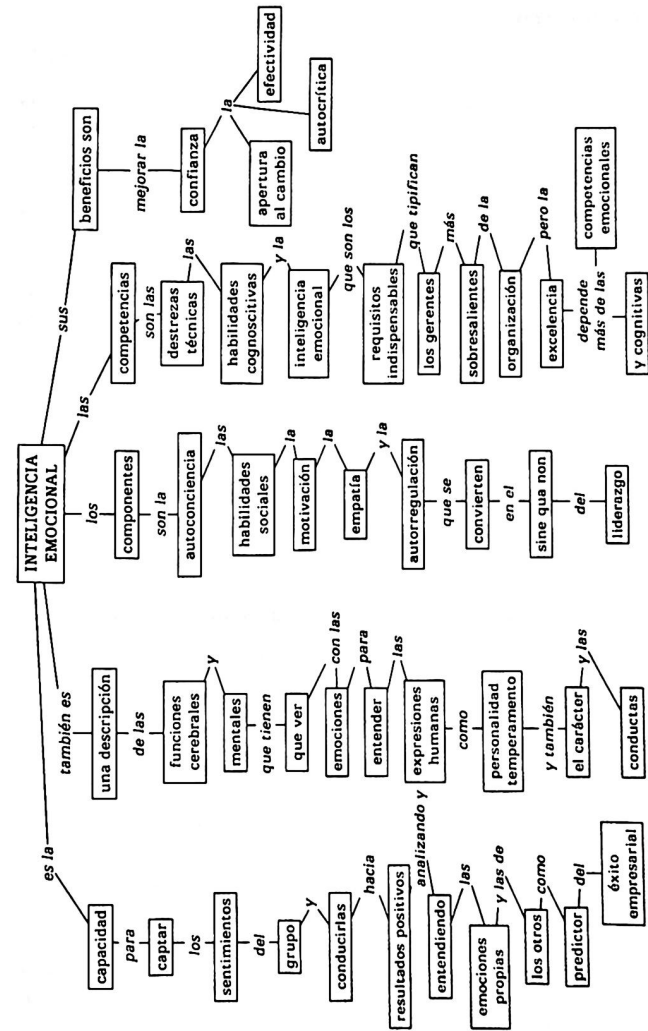 INTELIGENCIA
EMOCIONAL
es la
capacidad
para
captar
los
sentimientos
del
grupo
y
conducirlas
hacia
resultados positivos
analizando y
entendiendo
las
emociones
propias
y las de
los otros
como
predictor
del
éxito
empresarial
también es
una descripción
de las
funciones
cerebrales
y
mentales
que tienen
que ver
con las
emociones
para
entender
las
expresiones
humanas
como
personalidad
temperamento
y también
el carácter
y las
conductas
los
componentes
son la
autoconciencia
las
habilidades
sociales
la
motivación
la
empatía
y la
autorregulación
que se
convierten
en el
sine qua non
del
liderazgo
las
competencias
son las
destrezas
técnicas
las
habilidades
cognoscitivas
y la
inteligencia
emocional
que son los
requisitos
indispensables
que tipifican
los gerentes
más
sobresalientes
de la
organización
pero la
excelencia
depende
más de las
competencias
emocionales
y cognitivas
sus
beneficios son
mejorar la
confianza
la
apertura
al cambio
autocrítica
efectividad